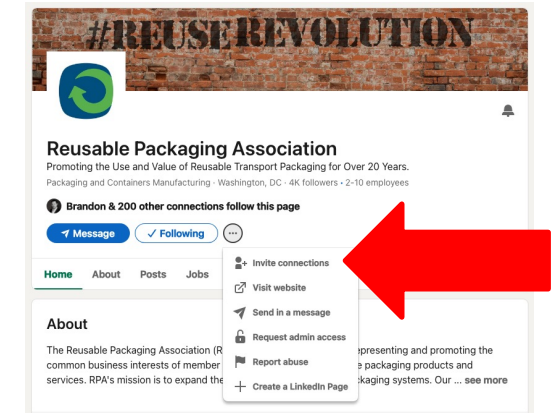 #REUSE REVOLUTION
Reusable Packaging Association
Promoting the Use and Value of Reusable Transport Packaging for Over 20 Years.
Packaging and Containers Manufacturing · Washington, DC · 4K followers • 2-10 employees
Brandon & 200 other connections follow this page
Message ✓ Following ...
Home About Posts Jobs
Invite connections
Visit website
Send in a message
Request admin access
Report abuse
Create a LinkedIn Page
About
The Reusable Packaging Association (R epresenting and promoting the
common business interests of member e packaging products and
services. RPA's mission is to expand the kaging systems. Our ... see more